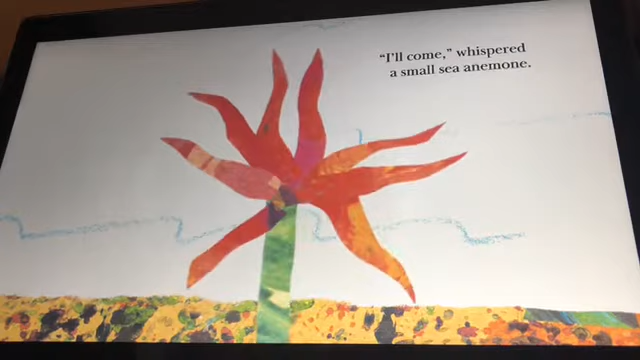 “I’ll come,” whispered
a small sea anemone.